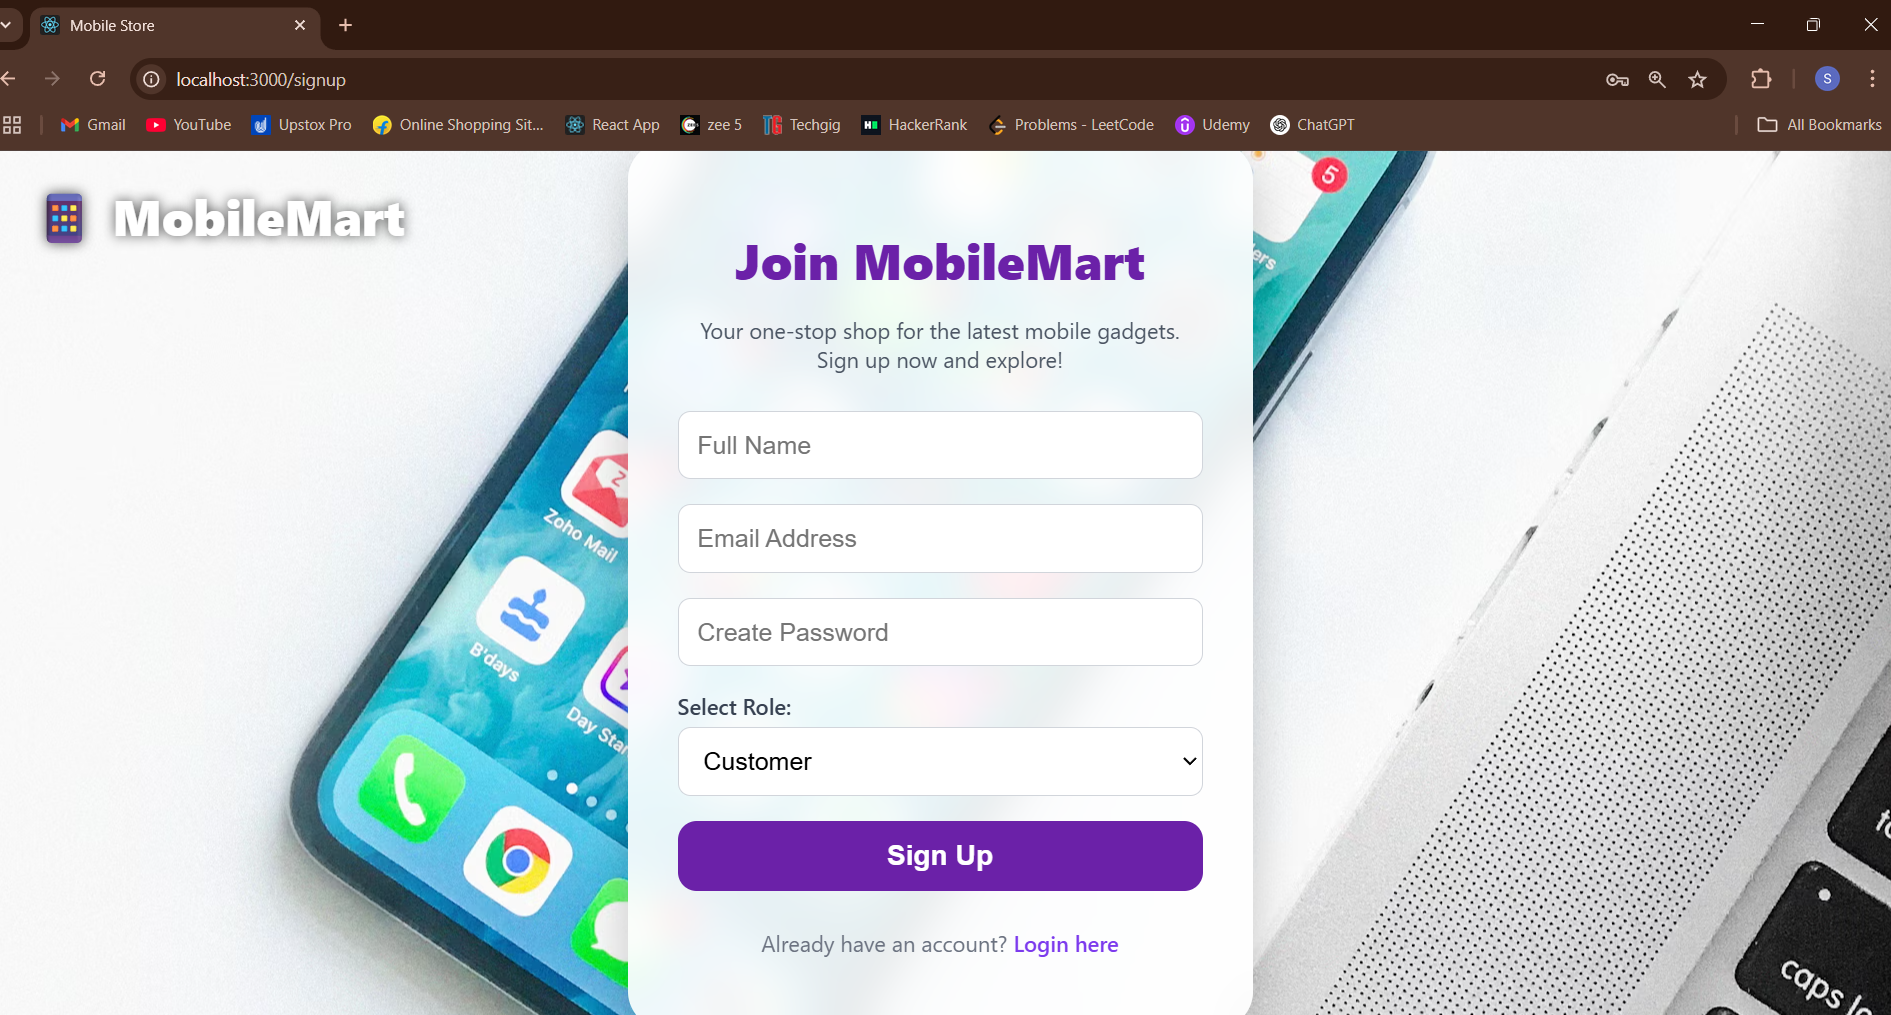 Mobile Store
localhost:3000/signup
S
Gmail
YouTube
Upstox Pro
Online Shopping Sit...
React App
zee 5
Techgig
HackerRank
Problems - LeetCode
Udemy
ChatGPT
All Bookmarks
MobileMart
5
Join MobileMart
Your one-stop shop for the latest mobile gadgets.
Sign up now and explore!
Full Name
Email Address
Zoho Mail
Create Password
B'days
Select Role:
Day Star
Customer
Sign Up
Already have an account? Login here
caps lo